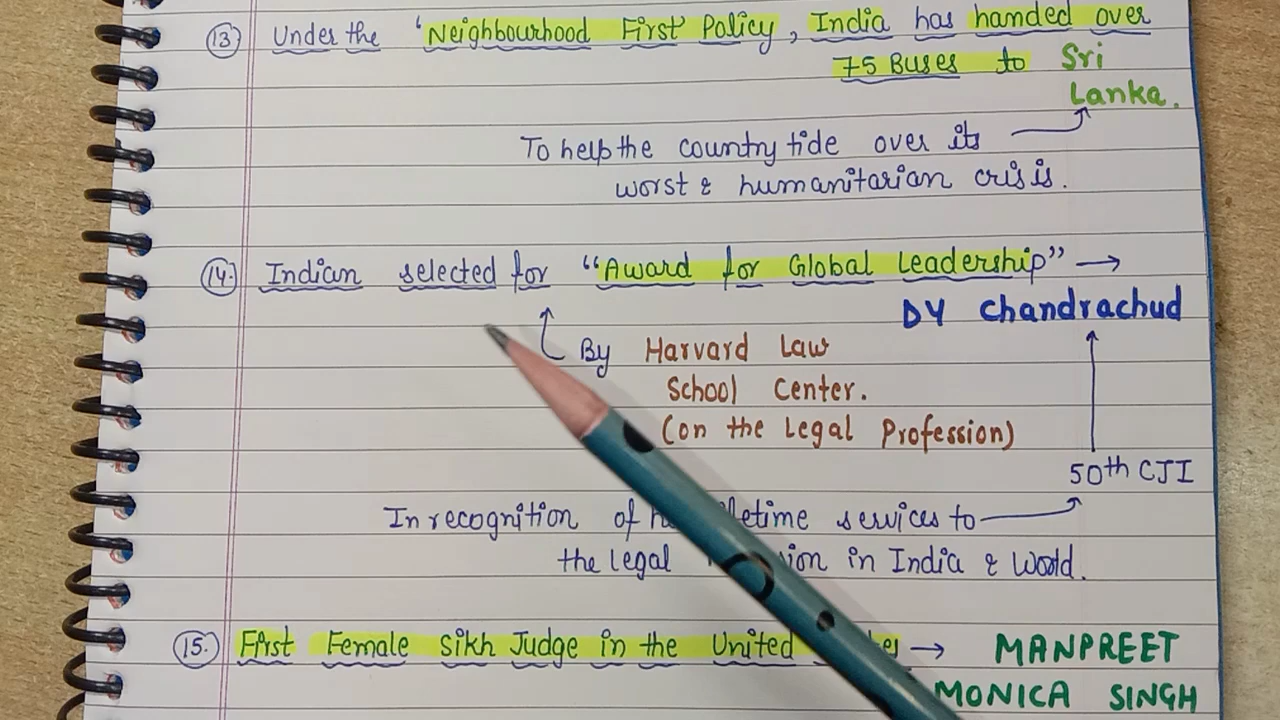 (13) Under the 'Neighbourhood First' Policy, India has handed over
75 Buses to Sri
Lanka.
To help the country tide over its
worst & humanitarian crisis.
(14.) Indian selected for "Award for Global Leadership" →
DY Chandrachud
By Harvard Law
School Center.
(on the Legal Profession)
50th CJI
In recognition of services to
the legal in India & World.
(15.) First Female Sikh Judge in the United →
MANPREET
MONICA SINGH